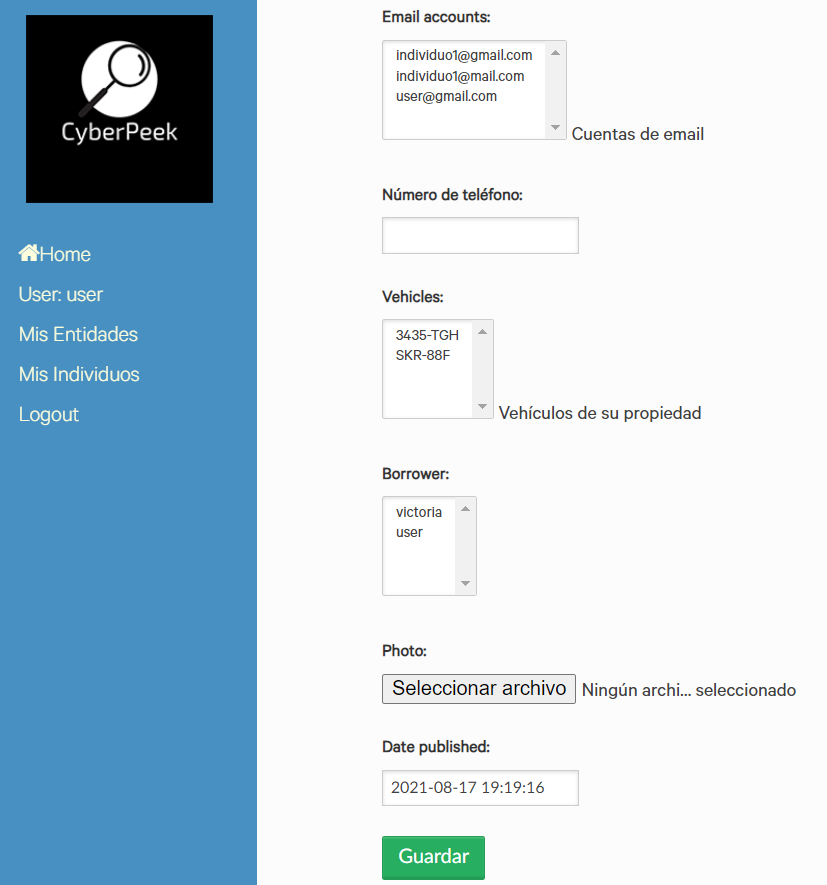 CyberPeek
Home
User: user
Mis Entidades
Mis Individuos
Logout
Email accounts:
individuo1@gmail.com
individuo1@mail.com
user@gmail.com
Cuentas de email
Número de teléfono:
Vehicles:
3435-TGH
SKR-88F
Vehículos de su propiedad
Borrower:
victoria
user
Photo:
Seleccionar archivo Ningún archi... seleccionado
Date published:
2021-08-17 19:19:16
Guardar